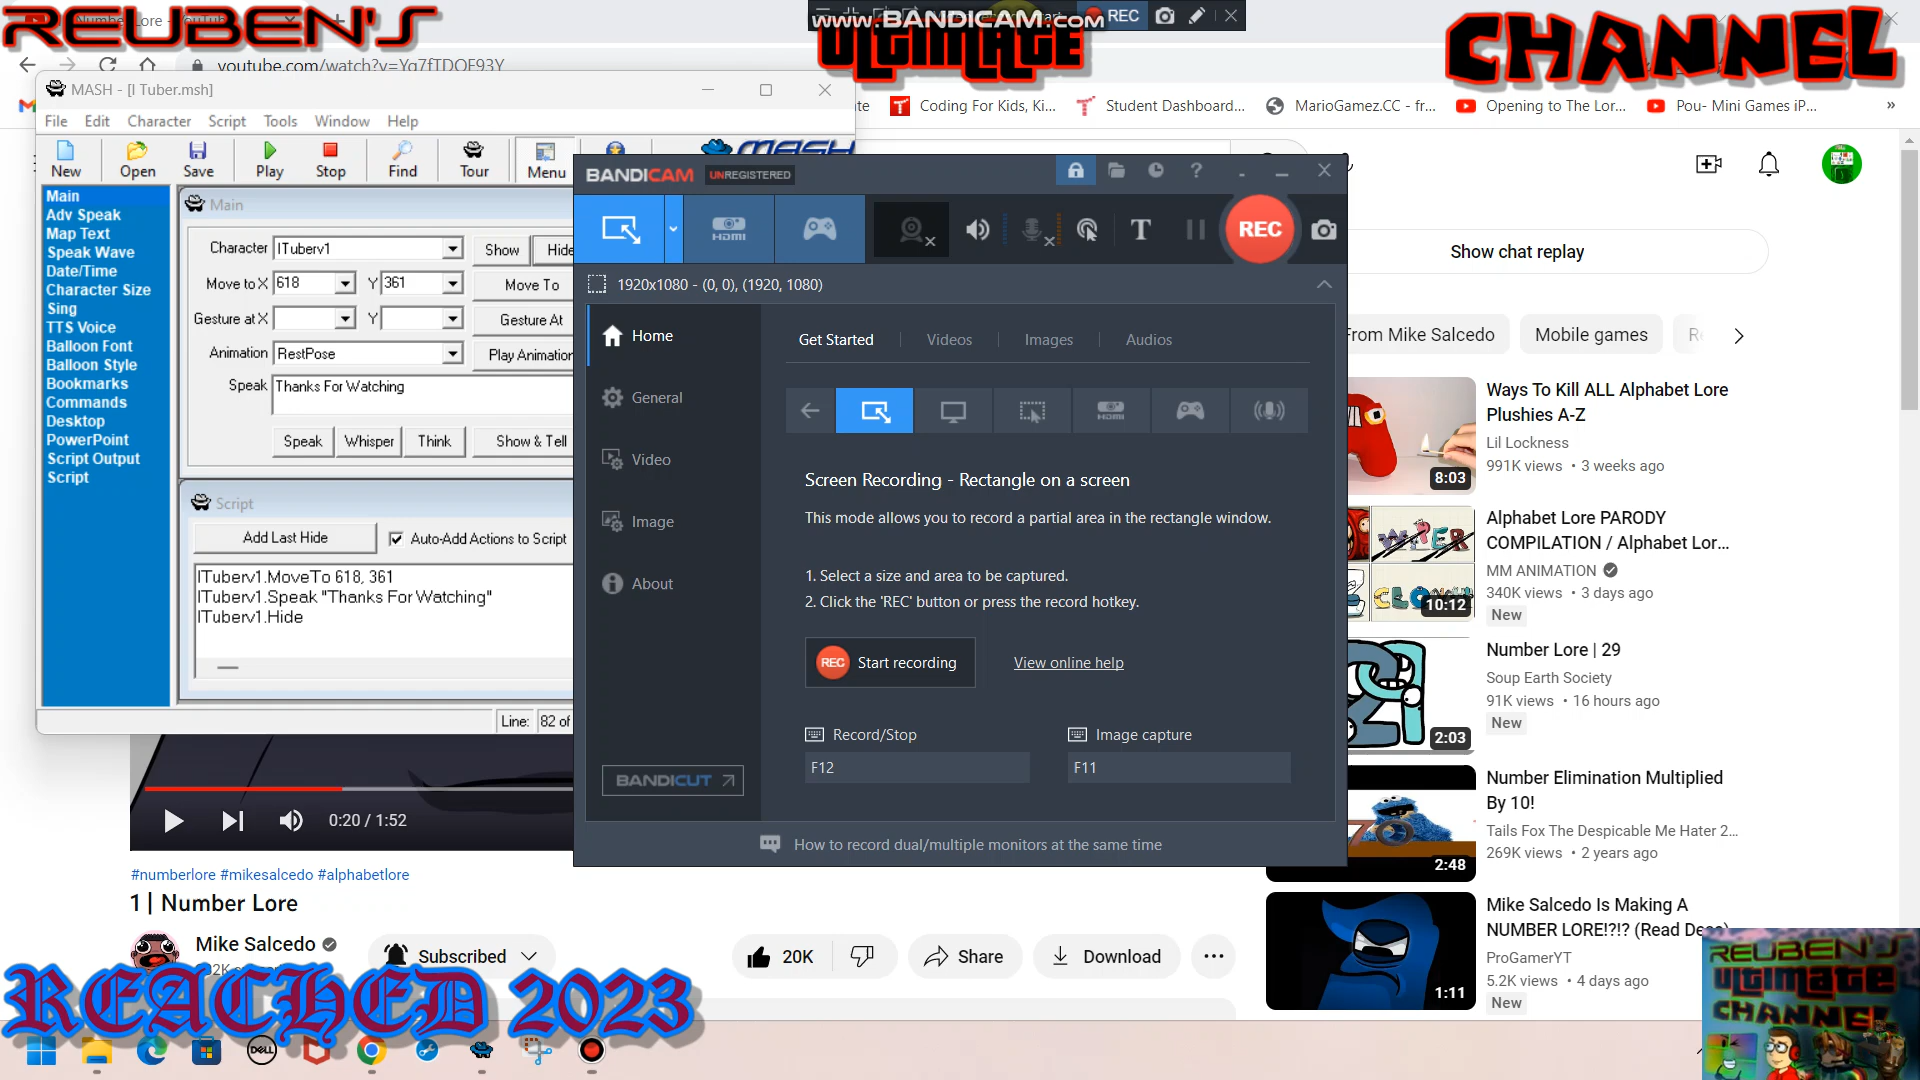 REUBEN'S
ULTIMATE
CHANNEL
www.BANDICAM.com
REC
youtube.com/watch?v=Yq7fTDOF93Y
Coding For Kids, Ki...
Student Dashboard...
MarioGamez.CC - fr...
Opening to The Lor...
Pou- Mini Games iP...
»
MASH - [I Tuber.msh]
File Edit Character Script Tools Window Help
New Open Save Play Stop Find Tour Menu
MASH
Main
Adv Speak
Map Text
Speak Wave
Date/Time
Character Size
Sing
TTS Voice
Balloon Font
Balloon Style
Bookmarks
Commands
Desktop
PowerPoint
Script Output
Script
Main
Character ITuberv1 Show Hide
Move to X 618 Y 361 Move To
Gesture at X Y Gesture At
Animation RestPose Play Animation
Speak Thanks For Watching
Speak Whisper Think Show & Tell
Script
Add Last Hide Auto-Add Actions to Script
ITuberv1.MoveTo 618, 361
ITuberv1.Speak "Thanks For Watching"
ITuberv1.Hide
Line: 82 of
BANDICAM UNREGISTERED
HDMI
T
REC
1920x1080 - (0, 0), (1920, 1080)
Home
General
Video
Image
About
BANDICUT
Get Started Videos Images Audios
HDMI
Screen Recording - Rectangle on a screen
This mode allows you to record a partial area in the rectangle window.
1. Select a size and area to be captured.
2. Click the 'REC' button or press the record hotkey.
REC Start recording
View online help
Record/Stop
F12
Image capture
F11
How to record dual/multiple monitors at the same time
Show chat replay
From Mike Salcedo
Mobile games
8:03
Ways To Kill ALL Alphabet Lore
Plushies A-Z
Lil Lockness
991K views • 3 weeks ago
10:12
Alphabet Lore PARODY
COMPILATION / Alphabet Lor...
MM ANIMATION
340K views • 3 days ago
New
2:03
Number Lore | 29
Soup Earth Society
91K views • 16 hours ago
New
2:48
Number Elimination Multiplied
By 10!
Tails Fox The Despicable Me Hater 2...
269K views • 2 years ago
1:11
Mike Salcedo Is Making A
NUMBER LORE!?!? (Read Desc)
ProGamerYT
5.2K views • 4 days ago
New
0:20 / 1:52
#numberlore #mikesalcedo #alphabetlore
1 | Number Lore
Mike Salcedo
Subscribed
20K
Share
Download
REACHED 2023
DELL
REUBEN'S
ULTIMATE
CHANNEL